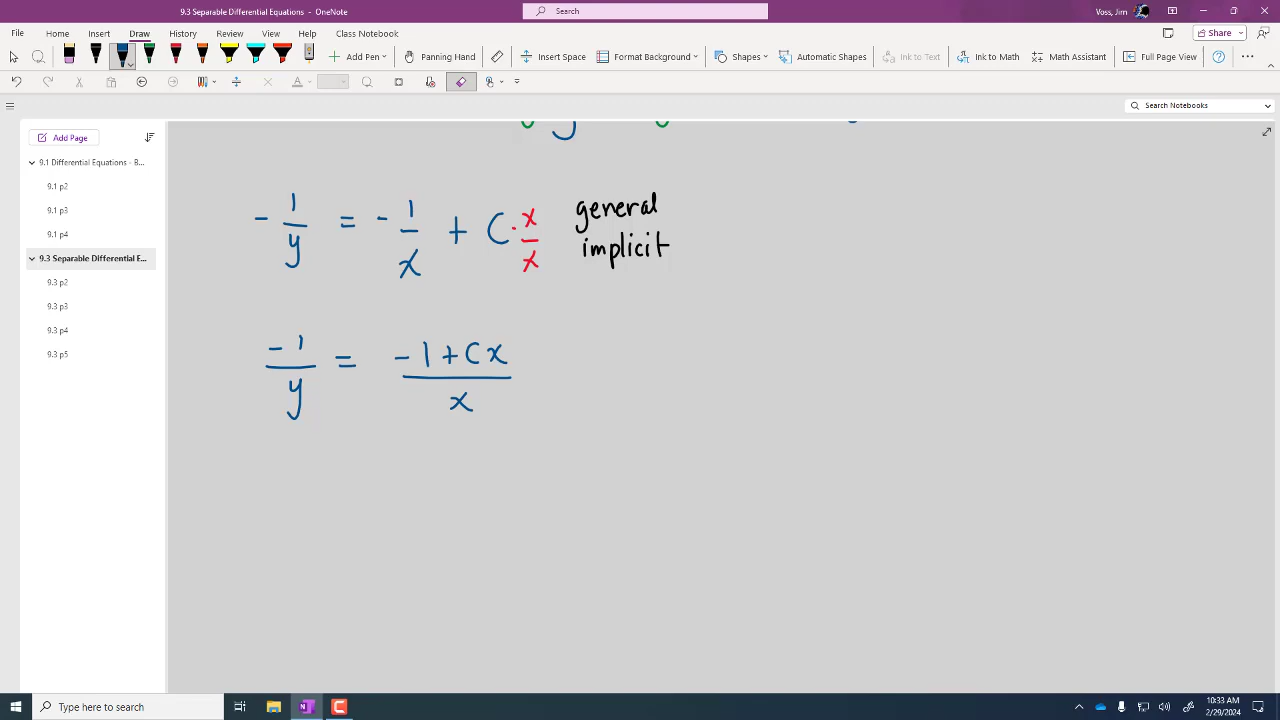 9.3 Separable Differential Equations - OneNote
Search
Voss, Jim
File Home Insert Draw History Review View Help Class Notebook
Share
Add Pen Panning Hand Insert Space Format Background Shapes Automatic Shapes Ink to Text Ink to Math Math Assistant
Search Notebooks
Add Page
9.1 Differential Equations - B...
9.1 p2
9.1 p3
9.1 p4
9.3 Separable Differential E...
9.3 p2
9.3 p3
9.3 p4
9.3 p5
- 1/y = - 1/x + C · x/x general
implicit
-1/y = -1+Cx/x
Type here to search
10:33 AM
2/29/2024